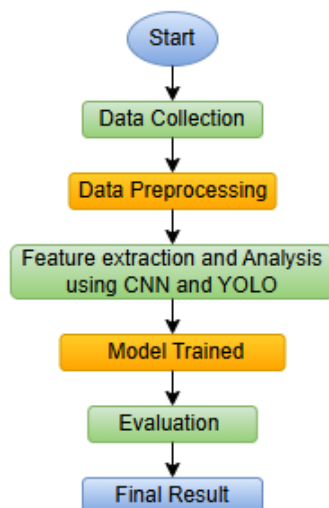 Start
Data Collection
Data Preprocessing
Feature extraction and Analysis
using CNN and YOLO
Model Trained
Evaluation
Final Result